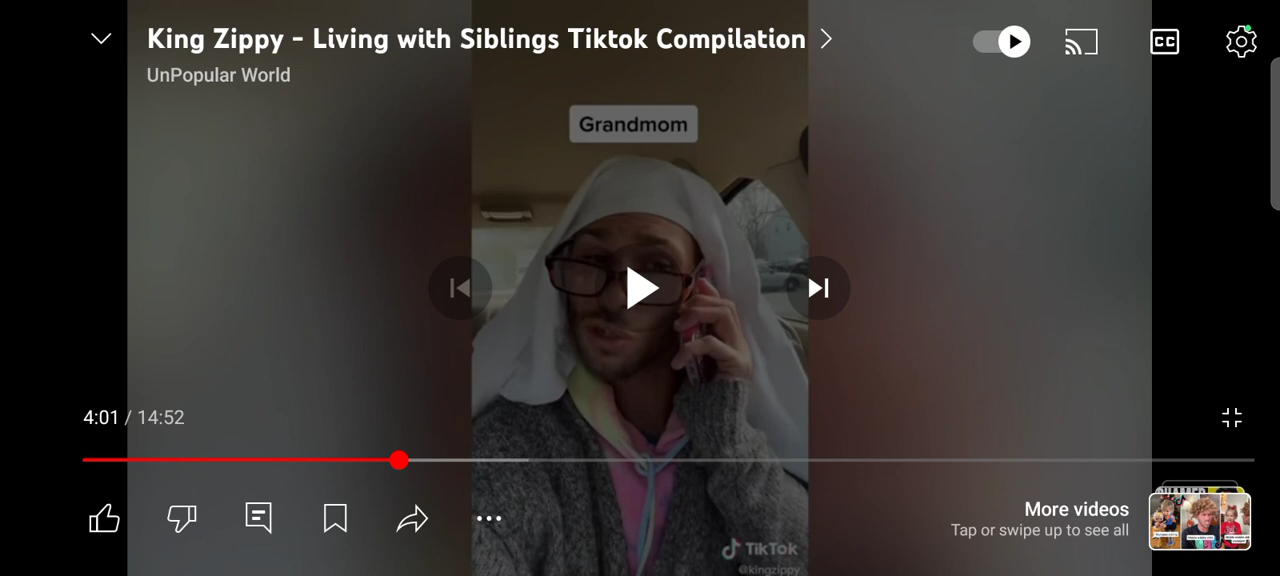 King Zippy - Living with Siblings Tiktok Compilation
UnPopular World
CC
Grandmom
4:01 / 14:52
More videos
Tap or swipe up to see all
TikTok
@kingzippy